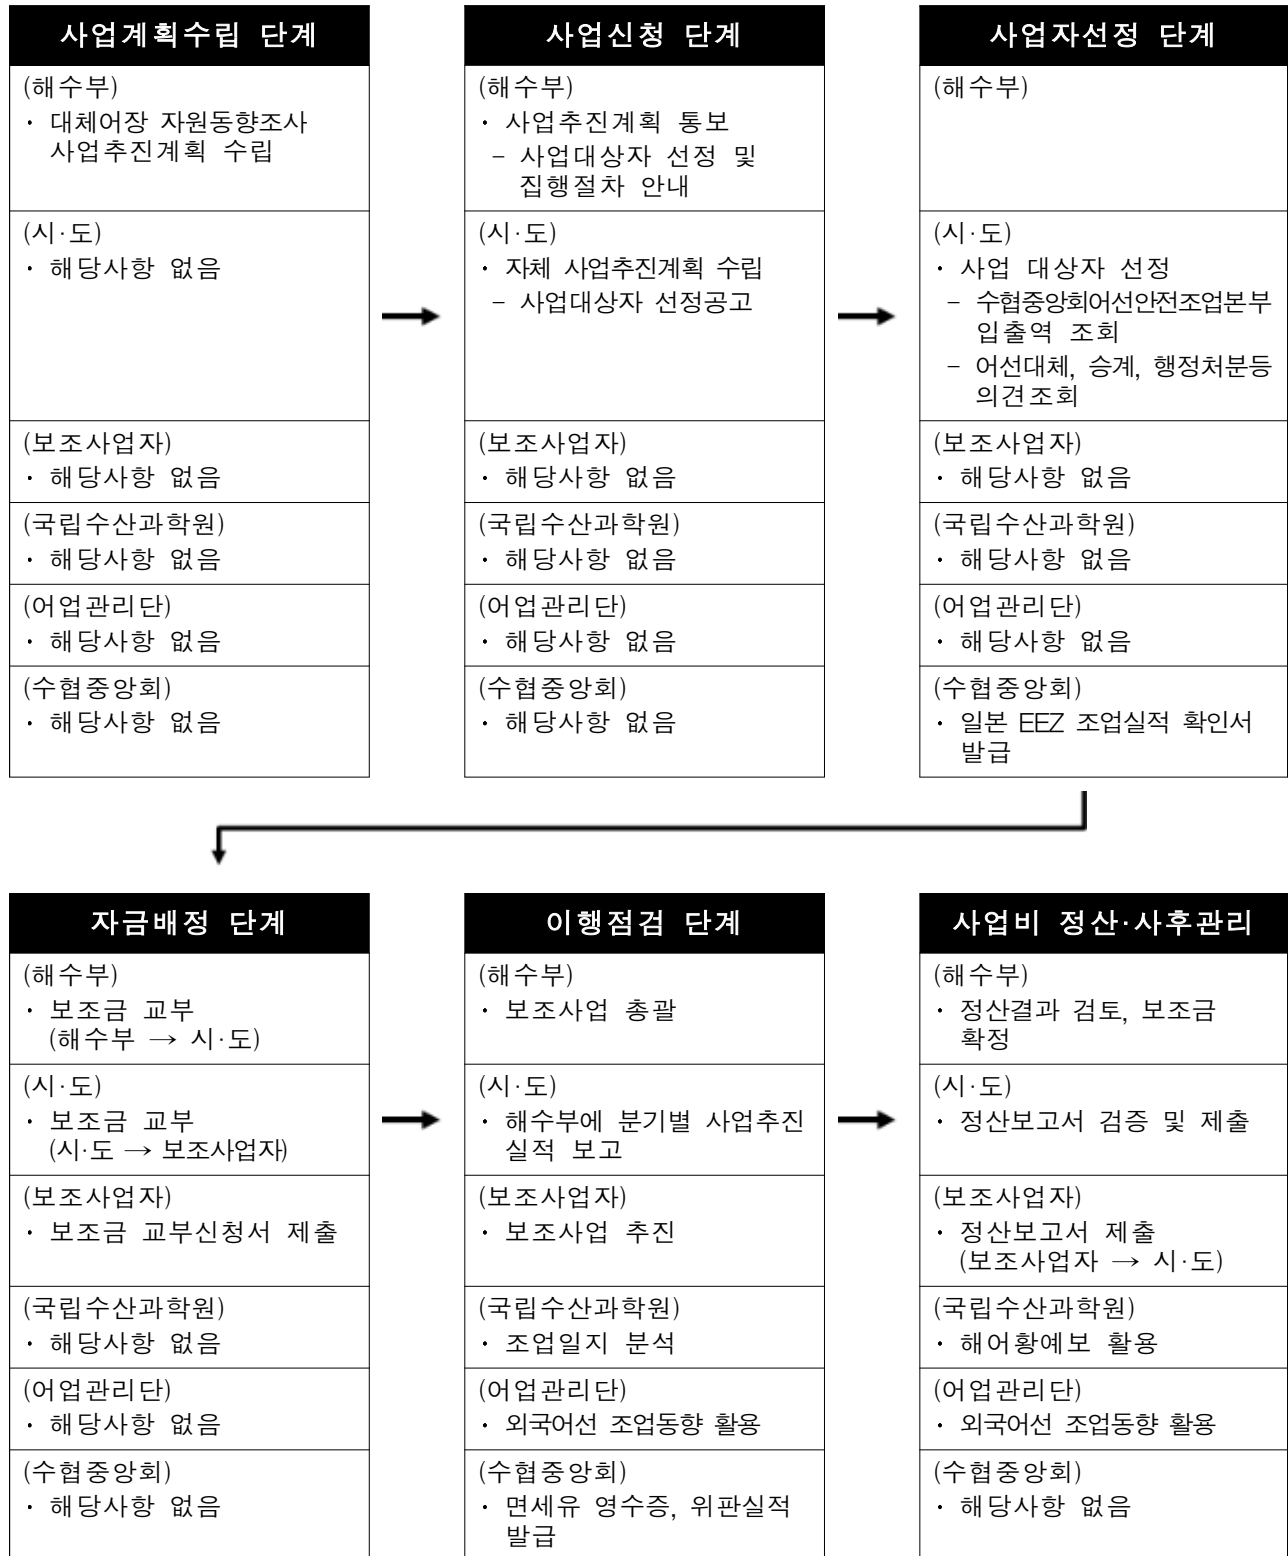 사업계획수립 단계
(해수부)
· 대체어장 자원동향조사
사업추진계획 수립
(시·도)
· 해당사항 없음
(보조사업자)
· 해당사항 없음
(국립수산과학원)
· 해당사항 없음
(어업관리단)
· 해당사항 없음
(수협중앙회)
· 해당사항 없음
사업신청 단계
(해수부)
· 사업추진계획 통보
- 사업대상자 선정 및
집행절차 안내
(시·도)
· 자체 사업추진계획 수립
- 사업대상자 선정공고
(보조사업자)
· 해당사항 없음
(국립수산과학원)
· 해당사항 없음
(어업관리단)
· 해당사항 없음
(수협중앙회)
· 해당사항 없음
사업자선정 단계
(해수부)
(시·도)
· 사업 대상자 선정
- 수협중앙회어선안전조업본부
입출역 조회
- 어선대체, 승계, 행정처분등
의견조회
(보조사업자)
· 해당사항 없음
(국립수산과학원)
· 해당사항 없음
(어업관리단)
· 해당사항 없음
(수협중앙회)
· 일본 EEZ 조업실적 확인서
발급
자금배정 단계
(해수부)
· 보조금 교부
(해수부 → 시·도)
(시·도)
· 보조금 교부
(시·도 → 보조사업자)
(보조사업자)
· 보조금 교부신청서 제출
(국립수산과학원)
· 해당사항 없음
(어업관리단)
· 해당사항 없음
(수협중앙회)
· 해당사항 없음
이행점검 단계
(해수부)
· 보조사업 총괄
(시·도)
· 해수부에 분기별 사업추진
실적 보고
(보조사업자)
· 보조사업 추진
(국립수산과학원)
· 조업일지 분석
(어업관리단)
· 외국어선 조업동향 활용
(수협중앙회)
· 면세유 영수증, 위판실적
발급
사업비 정산·사후관리
(해수부)
· 정산결과 검토, 보조금
확정
(시·도)
· 정산보고서 검증 및 제출
(보조사업자)
· 정산보고서 제출
(보조사업자 → 시·도)
(국립수산과학원)
· 해어황예보 활용
(어업관리단)
· 외국어선 조업동향 활용
(수협중앙회)
· 해당사항 없음